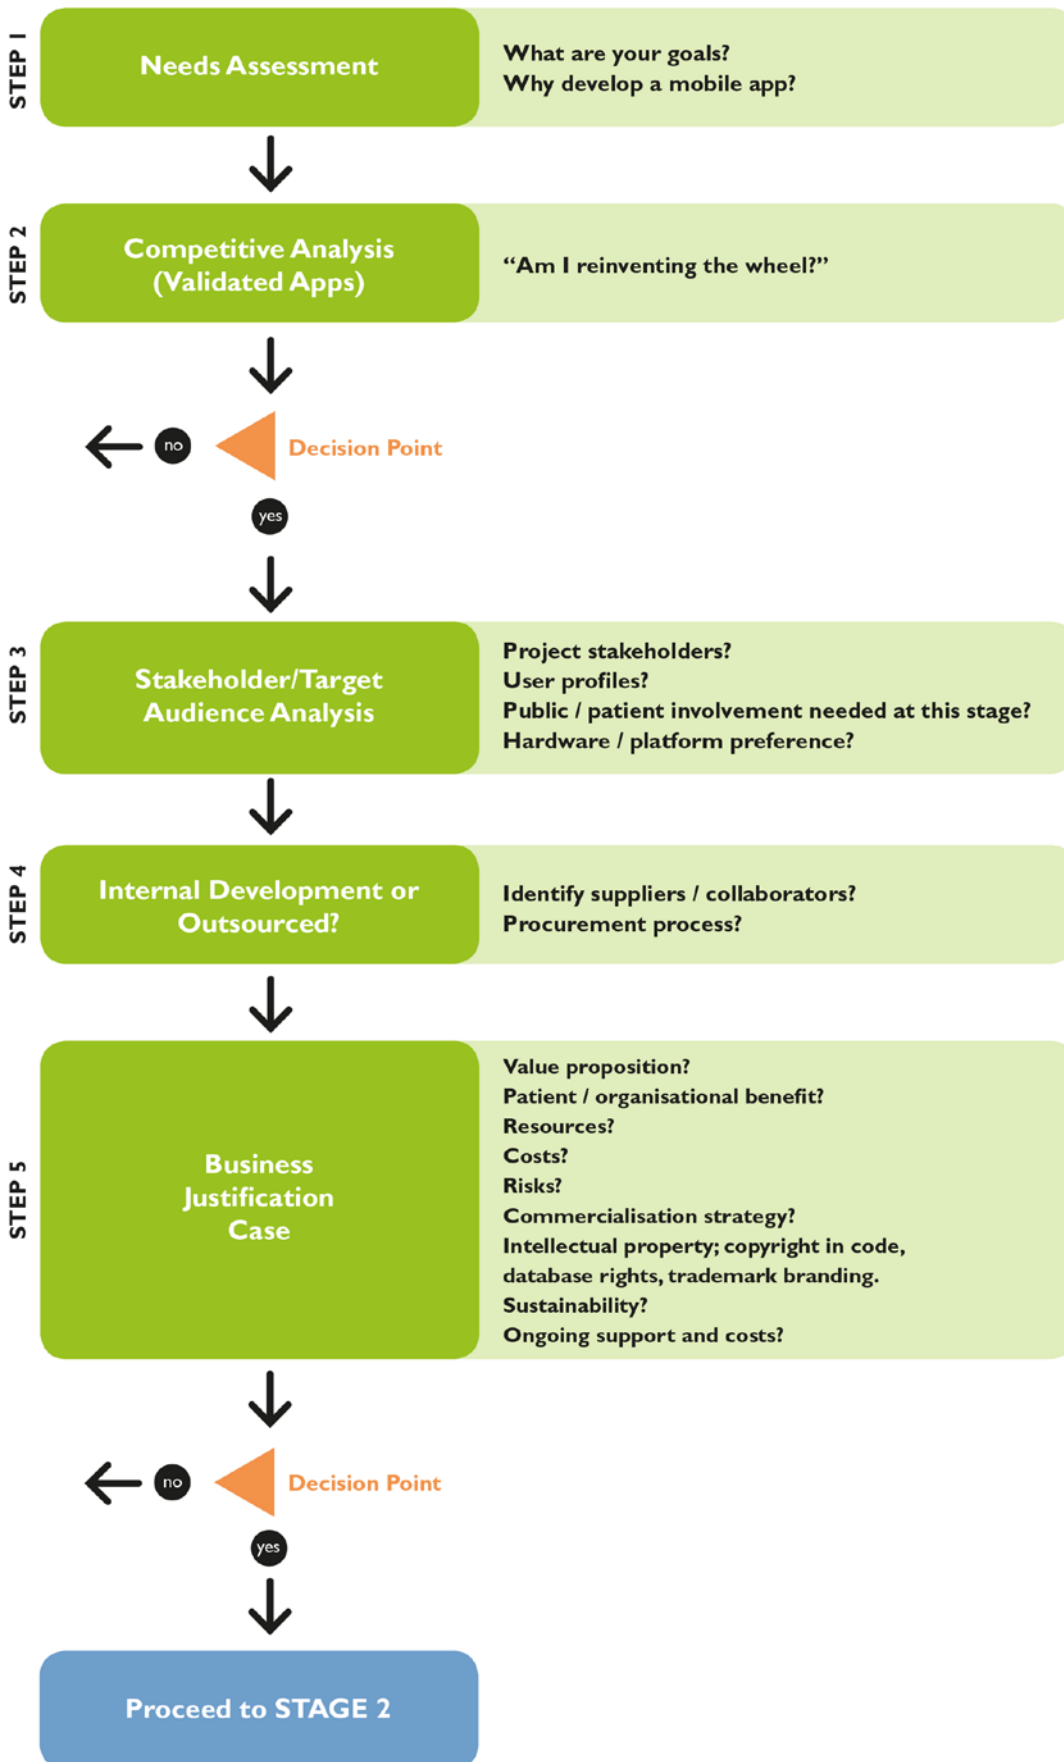 STEP 1
Needs Assessment
What are your goals?
Why develop a mobile app?
STEP 2
Competitive Analysis
(Validated Apps)
“Am I reinventing the wheel?”
no
Decision Point
yes
STEP 3
Stakeholder/Target
Audience Analysis
Project stakeholders?
User profiles?
Public / patient involvement needed at this stage?
Hardware / platform preference?
STEP 4
Internal Development or
Outsourced?
Identify suppliers / collaborators?
Procurement process?
STEP 5
Business
Justification
Case
Value proposition?
Patient / organisational benefit?
Resources?
Costs?
Risks?
Commercialisation strategy?
Intellectual property; copyright in code,
database rights, trademark branding.
Sustainability?
Ongoing support and costs?
no
Decision Point
yes
Proceed to STAGE 2